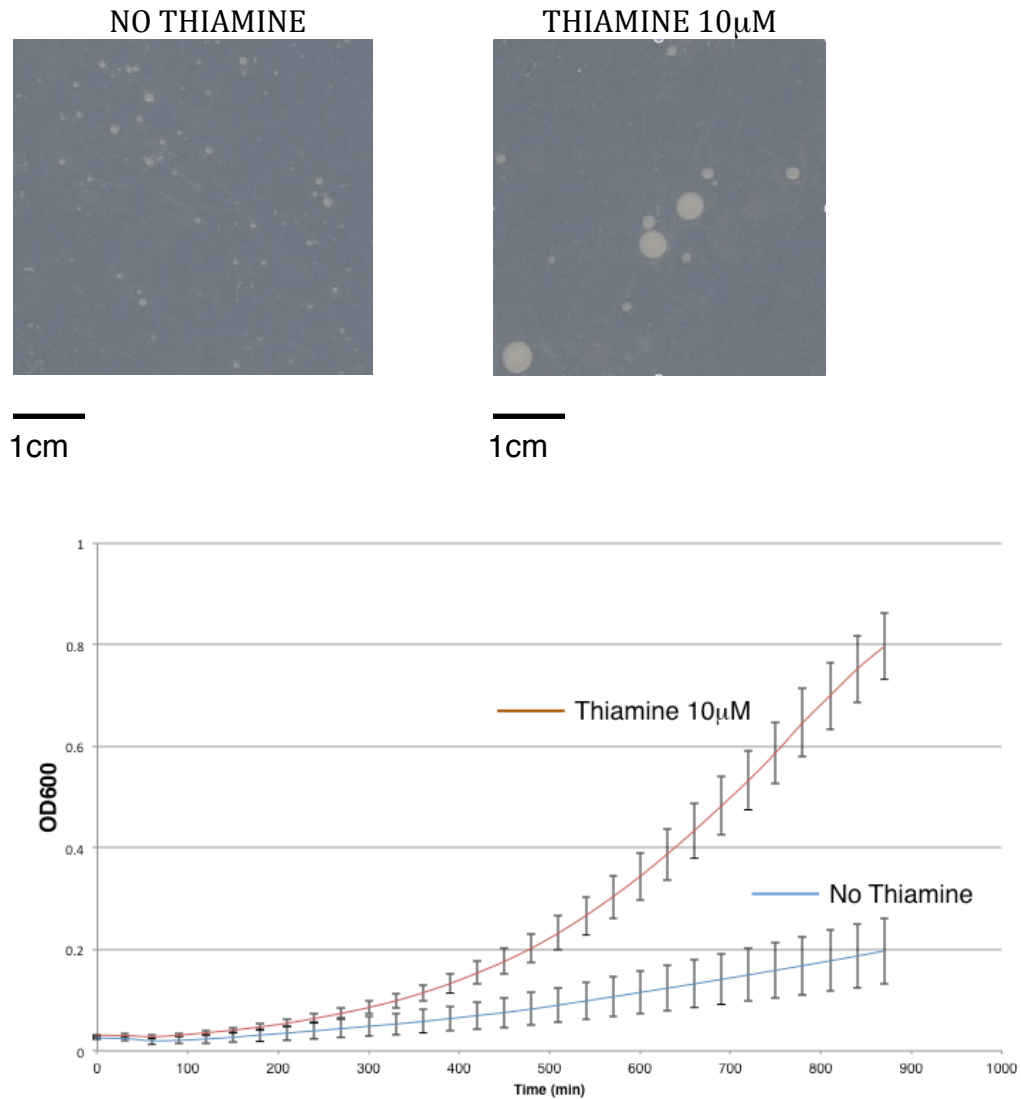 NO THIAMINE
THIAMINE 10μM
1cm
1cm
1
0.8
0.6
0.4
0.2
0
OD600
Thiamine 10μM
No Thiamine
0 100 200 300 400 500 600 700 800 900 1000
Time (min)